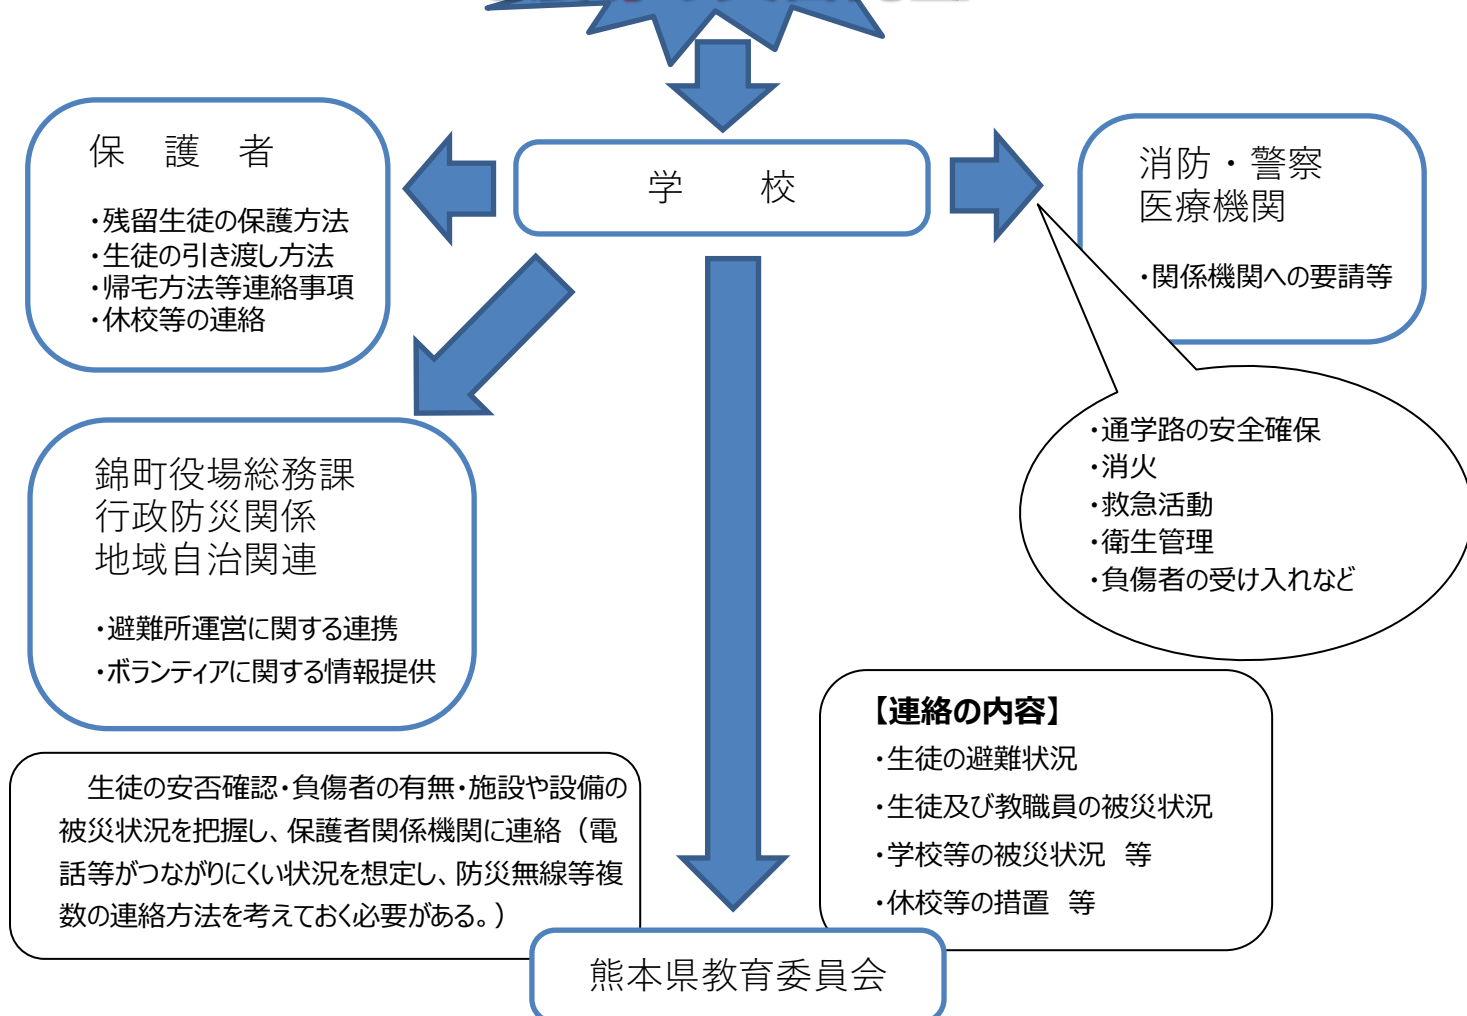 学　　校
保　護　者
・残留生徒の保護方法
・生徒の引き渡し方法
・帰宅方法等連絡事項
・休校等の連絡
消防・警察
医療機関
・関係機関への要請等
・通学路の安全確保
・消火
・救急活動
・衛生管理
・負傷者の受け入れなど
錦町役場総務課
行政防災関係
地域自治関連
・避難所運営に関する連携
・ボランティアに関する情報提供
【連絡の内容】
・生徒の避難状況
・生徒及び教職員の被災状況
・学校等の被災状況　等
・休校等の措置　等
生徒の安否確認・負傷者の有無・施設や設備の
被災状況を把握し、保護者関係機関に連絡（電
話等がつながりにくい状況を想定し、防災無線等複
数の連絡方法を考えておく必要がある。）
熊本県教育委員会